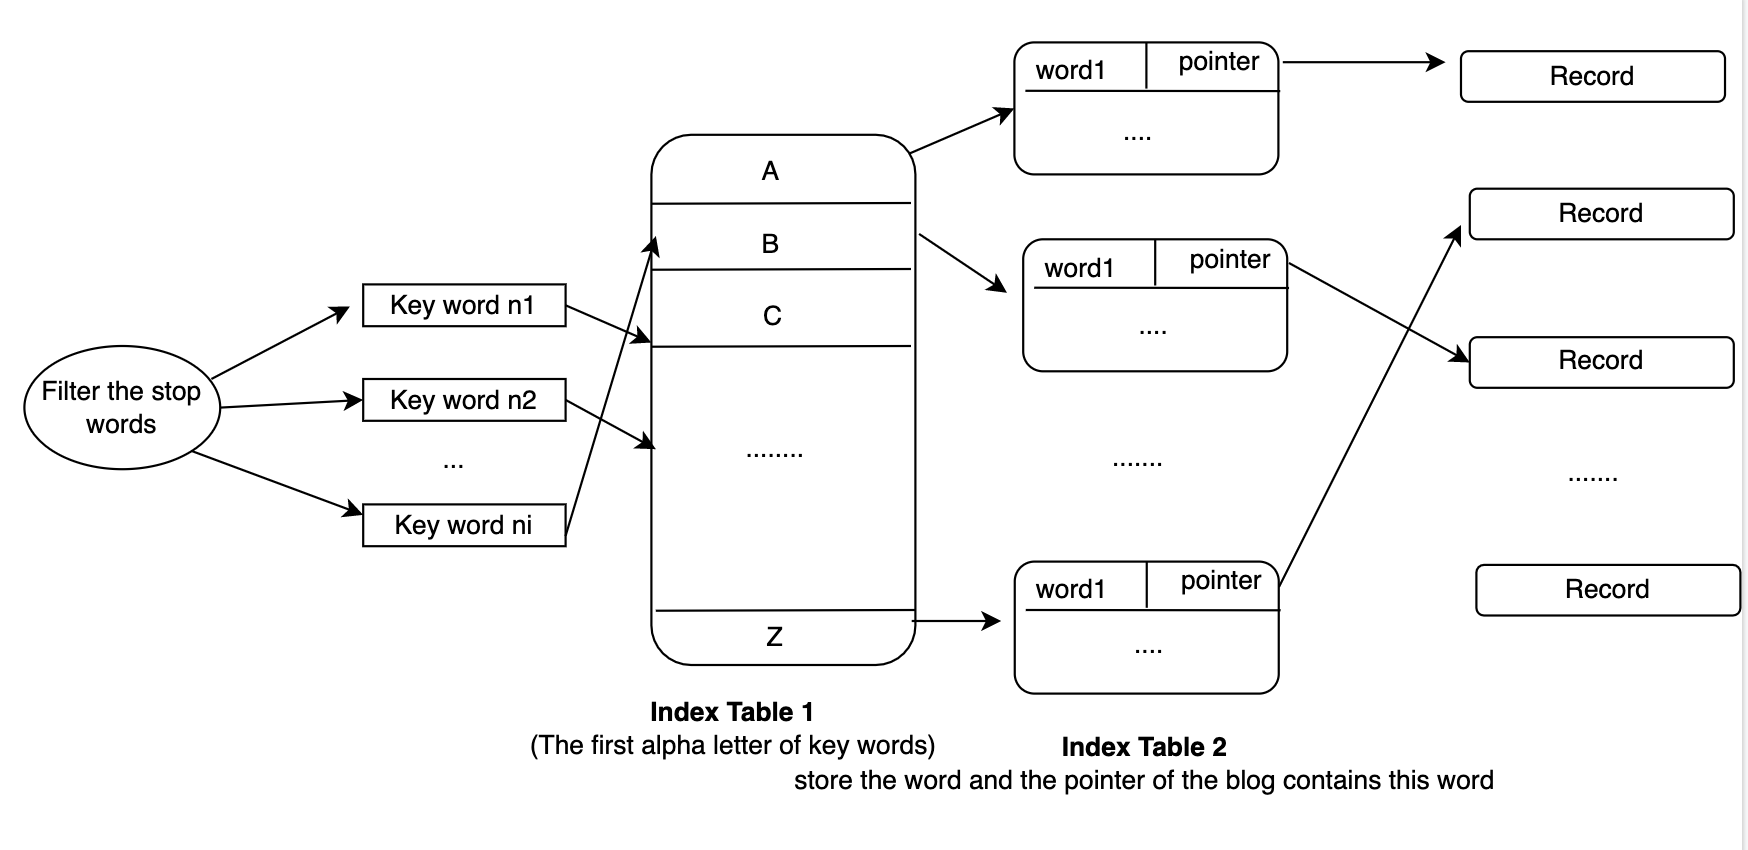 Filter the stop
words
Key word n1
Key word n2
...
Key word ni
A
B
C
........
Z
Index Table 1
(The first alpha letter of key words)
word1 pointer
....
word1 pointer
....
.......
word1 pointer
....
Index Table 2
store the word and the pointer of the blog contains this word
Record
Record
Record
.......
Record